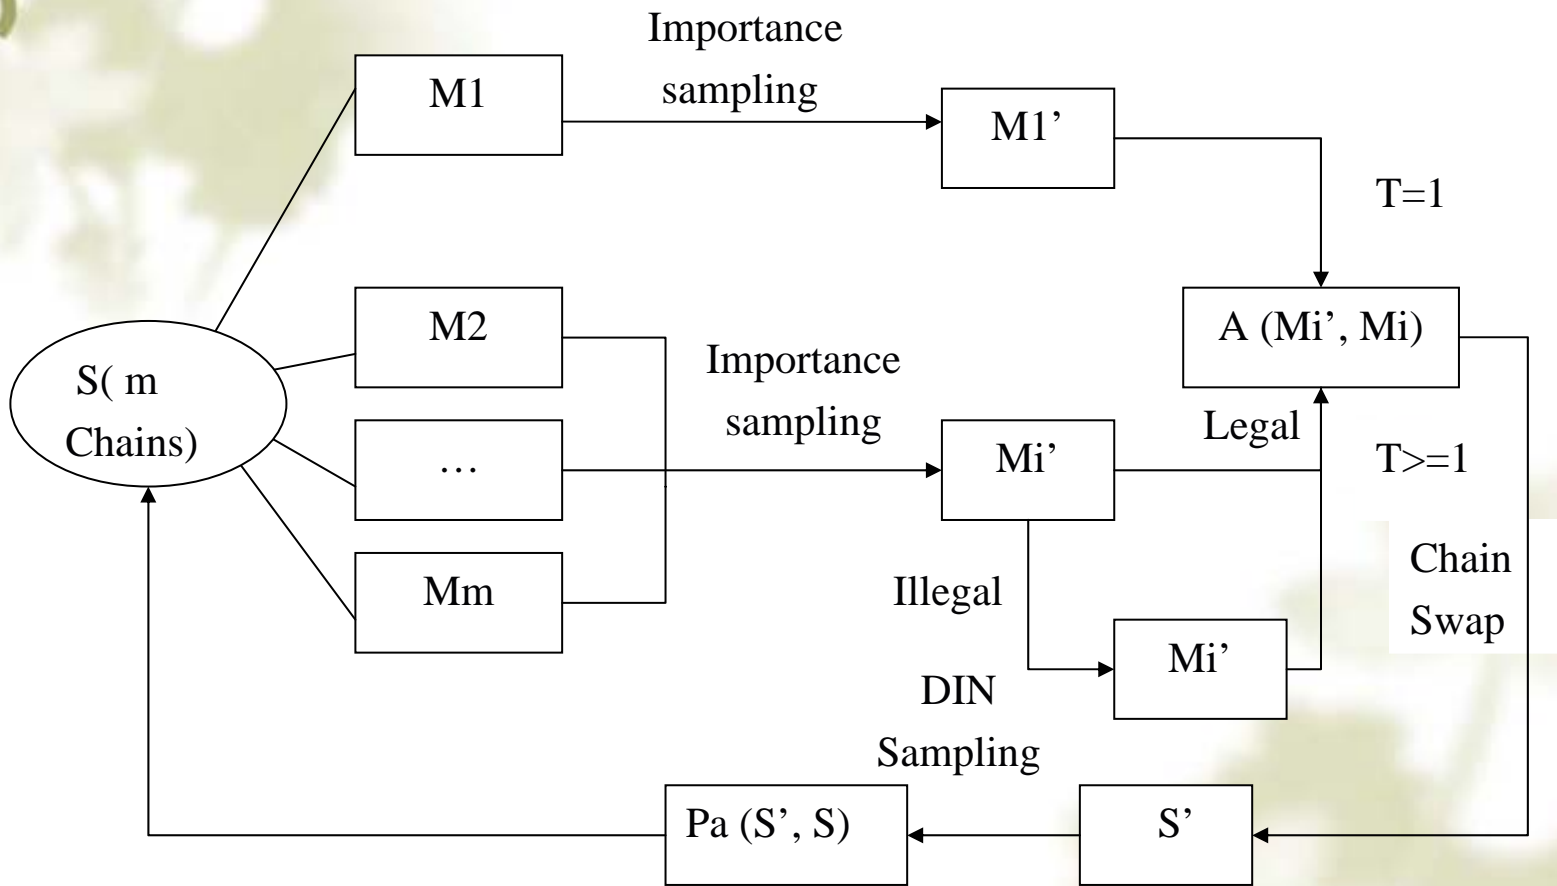 Importance
sampling
M1
M1’
T=1
M2
A (Mi’, Mi)
S( m
Chains)
Importance
sampling
Legal
…
Mi’
T>=1
Chain
Swap
Mm
Illegal
Mi’
DIN
Sampling
Pa (S’, S)
S’